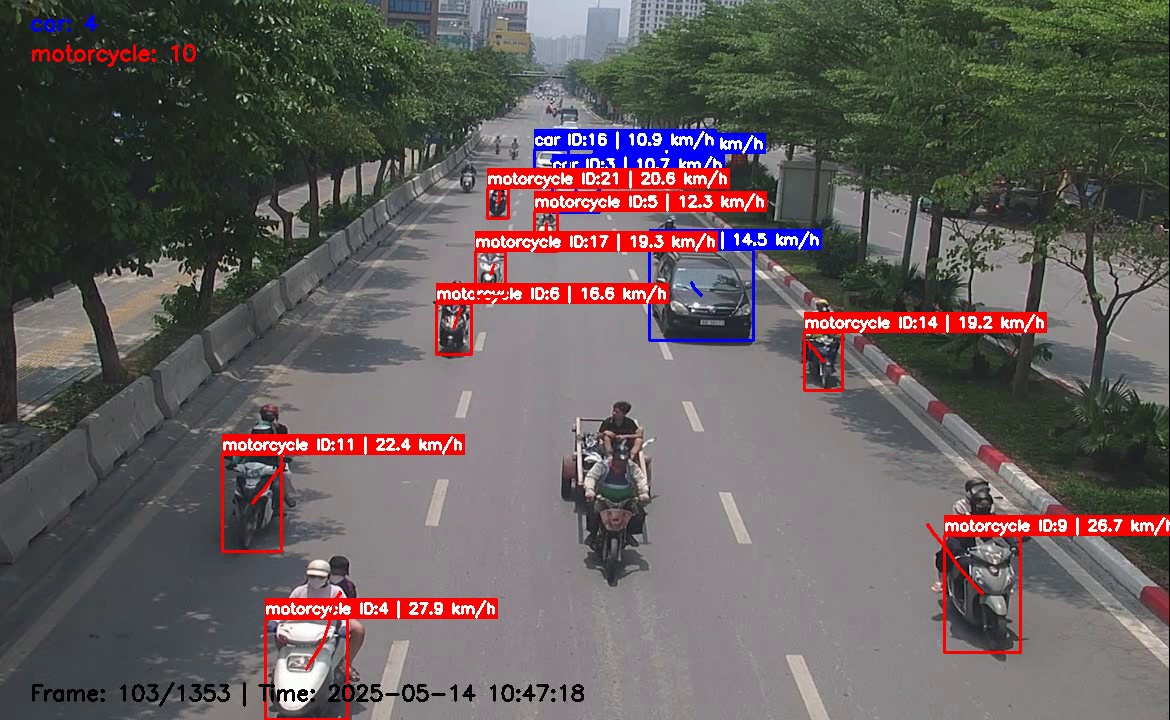 car: 4
motorcycle: 10
car ID:16 | 10.9 km/h
km/h
car ID:3 | 10.7 km/h
motorcycle ID:21 | 20.6 km/h
motorcycle ID:5 | 12.3 km/h
motorcycle ID:17 | 19.3 km/h
| 14.5 km/h
motorcycle ID:6 | 16.6 km/h
motorcycle ID:14 | 19.2 km/h
motorcycle ID:11 | 22.4 km/h
motorcycle ID:9 | 26.7 km/h
motorcycle ID:4 | 27.9 km/h
Frame: 103/1353 | Time: 2025-05-14 10:47:18